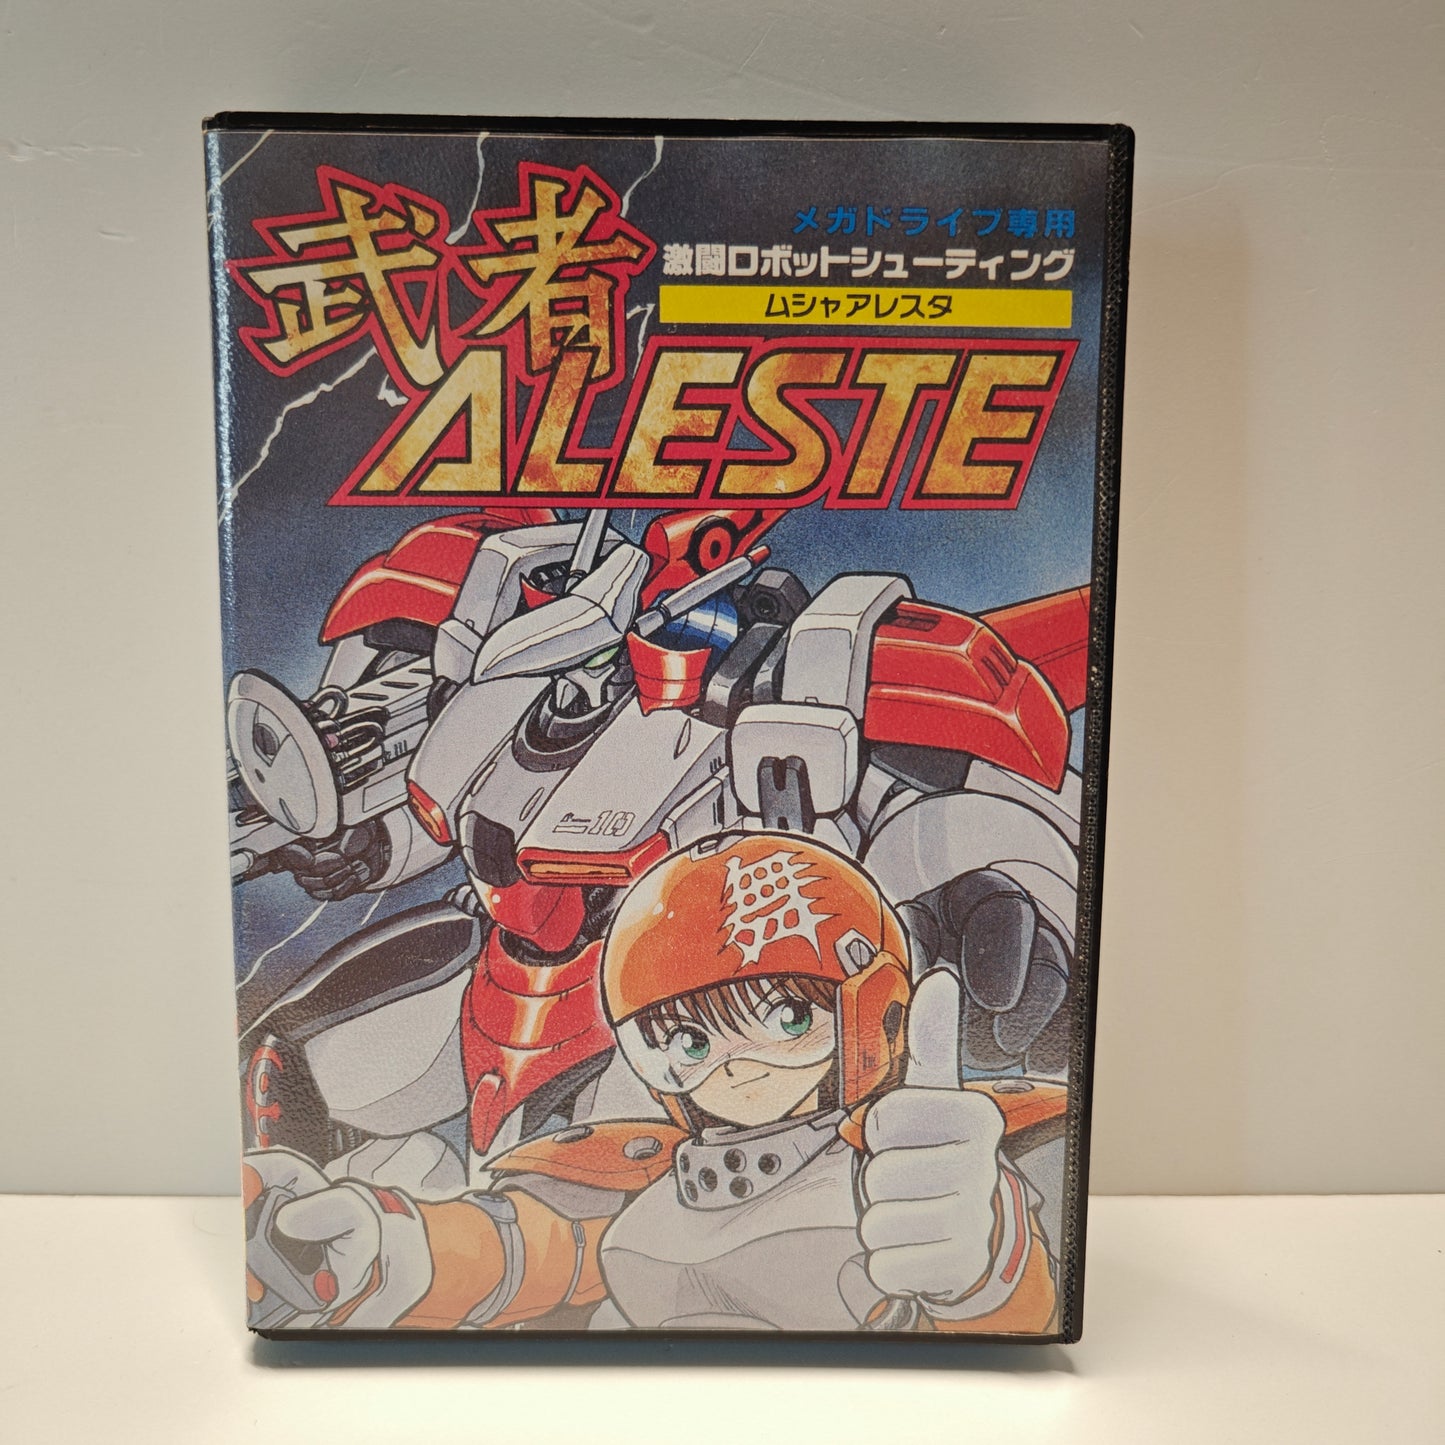 武者
メガドライブ専用
激闘ロボットシューティング
ムシャアレスタ
ALESTE
10
舞